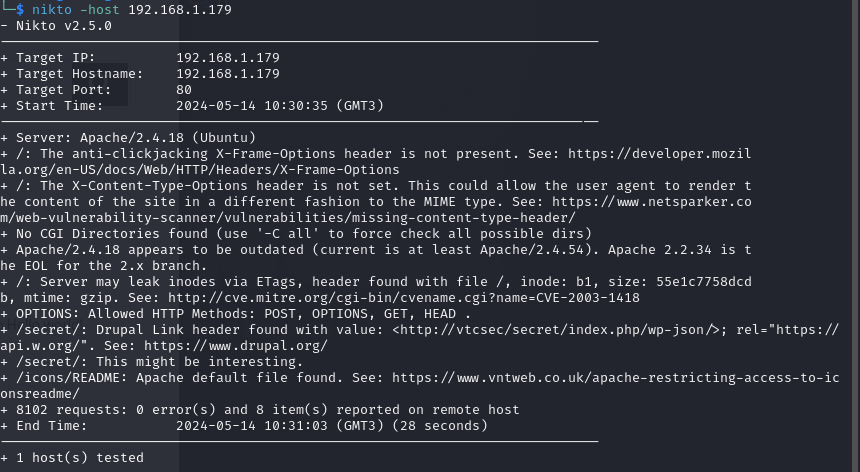 └─$ nikto -host 192.168.1.179
- Nikto v2.5.0
+ Target IP:          192.168.1.179
+ Target Hostname:    192.168.1.179
+ Target Port:        80
+ Start Time:         2024-05-14 10:30:35 (GMT3)
+ Server: Apache/2.4.18 (Ubuntu)
+ /: The anti-clickjacking X-Frame-Options header is not present. See: https://developer.mozil
la.org/en-US/docs/Web/HTTP/Headers/X-Frame-Options
+ /: The X-Content-Type-Options header is not set. This could allow the user agent to render t
he content of the site in a different fashion to the MIME type. See: https://www.netsparker.co
m/web-vulnerability-scanner/vulnerabilities/missing-content-type-header/
+ No CGI Directories found (use '-C all' to force check all possible dirs)
+ Apache/2.4.18 appears to be outdated (current is at least Apache/2.4.54). Apache 2.2.34 is t
he EOL for the 2.x branch.
+ /: Server may leak inodes via ETags, header found with file /, inode: b1, size: 55e1c7758dcd
b, mtime: gzip. See: http://cve.mitre.org/cgi-bin/cvename.cgi?name=CVE-2003-1418
+ OPTIONS: Allowed HTTP Methods: POST, OPTIONS, GET, HEAD .
+ /secret/: Drupal Link header found with value: <http://vtcsec/secret/index.php/wp-json/>; rel="https://
api.w.org/". See: https://www.drupal.org/
+ /secret/: This might be interesting.
+ /icons/README: Apache default file found. See: https://www.vntweb.co.uk/apache-restricting-access-to-ic
onsreadme/
+ 8102 requests: 0 error(s) and 8 item(s) reported on remote host
+ End Time:           2024-05-14 10:31:03 (GMT3) (28 seconds)
+ 1 host(s) tested